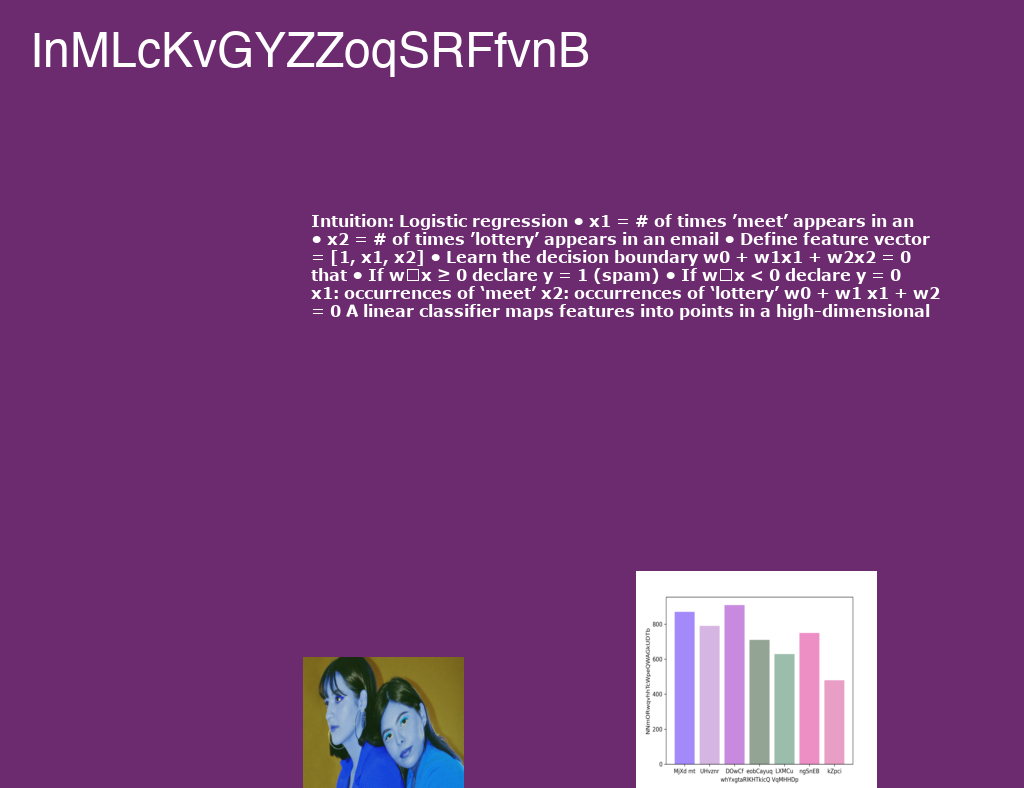 InMLcKvGYZZoqSRFfvnB
Intuition: Logistic regression ● x1 = # of times ’meet’ appears in an
● x2 = # of times ’lottery’ appears in an email ● Define feature vector
= [1, x1, x2] ● Learn the decision boundary w0 + w1x1 + w2x2 = 0
that ● If w□x ≥ 0 declare y = 1 (spam) ● If w□x < 0 declare y = 0
x1: occurrences of ‘meet’ x2: occurrences of ‘lottery’ w0 + w1 x1 + w2
= 0 A linear classifier maps features into points in a high-dimensional
800
600
400
200
0
MjXd mt UHvznr DOwCf eobCayuq LXMCu ngSnEB kZpci
whYxgtaRlKHTkicQ VqMHHDp